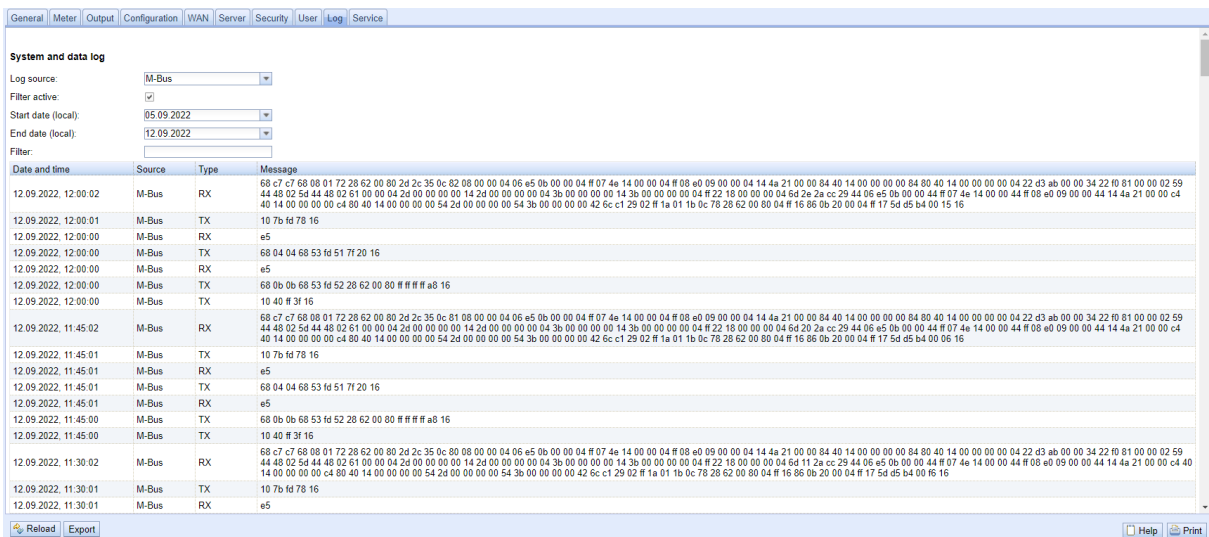 General Meter Output Configuration WAN Server Security User Log Service
System and data log
Log source: M-Bus
Filter active:
Start date (local): 05.09.2022
End date (local): 12.09.2022
Filter:
Date and time Source Type Message
12.09.2022, 12:00:02 M-Bus RX 68 c7 c7 68 08 01 72 28 62 00 80 2d 2c 35 0c 82 08 00 00 04 06 e5 0b 00 00 04 ff 07 4e 14 00 00 04 ff 08 e0 09 00 00 04 14 4a 21 00 00 84 40 14 00 00 00 00 84 80 40 14 00 00 00 00 04 22 d3 ab 00 00 34 22 f0 81 00 00 02 59
44 48 02 5d 44 48 02 61 00 00 04 2d 00 00 00 00 14 2d 00 00 00 00 04 3b 00 00 00 00 14 3b 00 00 00 00 04 ff 22 18 00 00 00 04 6d 2e 2a cc 29 44 06 e5 0b 00 00 44 ff 07 4e 14 00 00 44 ff 08 e0 09 00 00 44 14 4a 21 00 00 c4
40 14 00 00 00 00 c4 80 40 14 00 00 00 00 54 2d 00 00 00 00 54 3b 00 00 00 00 42 6c c1 29 02 ff 1a 01 1b 0c 78 28 62 00 80 04 ff 16 86 0b 20 00 04 ff 17 5d d5 b4 00 15 16
12.09.2022, 12:00:01 M-Bus TX 10 7b fd 78 16
12.09.2022, 12:00:00 M-Bus RX e5
12.09.2022, 12:00:00 M-Bus TX 68 04 04 68 53 fd 51 7f 20 16
12.09.2022, 12:00:00 M-Bus RX e5
12.09.2022, 12:00:00 M-Bus TX 68 0b 0b 68 53 fd 52 28 62 00 80 ff ff ff ff a8 16
12.09.2022, 12:00:00 M-Bus TX 10 40 ff 3f 16
12.09.2022, 11:45:02 M-Bus RX 68 c7 c7 68 08 01 72 28 62 00 80 2d 2c 35 0c 81 08 00 00 04 06 e5 0b 00 00 04 ff 07 4e 14 00 00 04 ff 08 e0 09 00 00 04 14 4a 21 00 00 84 40 14 00 00 00 00 84 80 40 14 00 00 00 00 04 22 d3 ab 00 00 34 22 f0 81 00 00 02 59
44 48 02 5d 44 48 02 61 00 00 04 2d 00 00 00 00 14 2d 00 00 00 00 04 3b 00 00 00 00 14 3b 00 00 00 00 04 ff 22 18 00 00 00 04 6d 20 2a cc 29 44 06 e5 0b 00 00 44 ff 07 4e 14 00 00 44 ff 08 e0 09 00 00 44 14 4a 21 00 00 c4
40 14 00 00 00 00 c4 80 40 14 00 00 00 00 54 2d 00 00 00 00 54 3b 00 00 00 00 42 6c c1 29 02 ff 1a 01 1b 0c 78 28 62 00 80 04 ff 16 86 0b 20 00 04 ff 17 5d d5 b4 00 06 16
12.09.2022, 11:45:01 M-Bus TX 10 7b fd 78 16
12.09.2022, 11:45:01 M-Bus RX e5
12.09.2022, 11:45:01 M-Bus TX 68 04 04 68 53 fd 51 7f 20 16
12.09.2022, 11:45:01 M-Bus RX e5
12.09.2022, 11:45:00 M-Bus TX 68 0b 0b 68 53 fd 52 28 62 00 80 ff ff ff ff a8 16
12.09.2022, 11:45:00 M-Bus TX 10 40 ff 3f 16
12.09.2022, 11:30:02 M-Bus RX 68 c7 c7 68 08 01 72 28 62 00 80 2d 2c 35 0c 80 08 00 00 04 06 e5 0b 00 00 04 ff 07 4e 14 00 00 04 ff 08 e0 09 00 00 04 14 4a 21 00 00 84 40 14 00 00 00 00 84 80 40 14 00 00 00 00 04 22 d3 ab 00 00 34 22 f0 81 00 00 02 59
44 48 02 5d 44 48 02 61 00 00 04 2d 00 00 00 00 14 2d 00 00 00 00 04 3b 00 00 00 00 14 3b 00 00 00 00 04 ff 22 18 00 00 00 04 6d 11 2a cc 29 44 06 e5 0b 00 00 44 ff 07 4e 14 00 00 44 ff 08 e0 09 00 00 44 14 4a 21 00 00 c4 40
14 00 00 00 00 c4 80 40 14 00 00 00 00 54 2d 00 00 00 00 54 3b 00 00 00 00 42 6c c1 29 02 ff 1a 01 1b 0c 78 28 62 00 80 04 ff 16 86 0b 20 00 04 ff 17 5d d5 b4 00 f6 16
12.09.2022, 11:30:01 M-Bus TX 10 7b fd 78 16
12.09.2022, 11:30:01 M-Bus RX e5
Reload Export Help Print